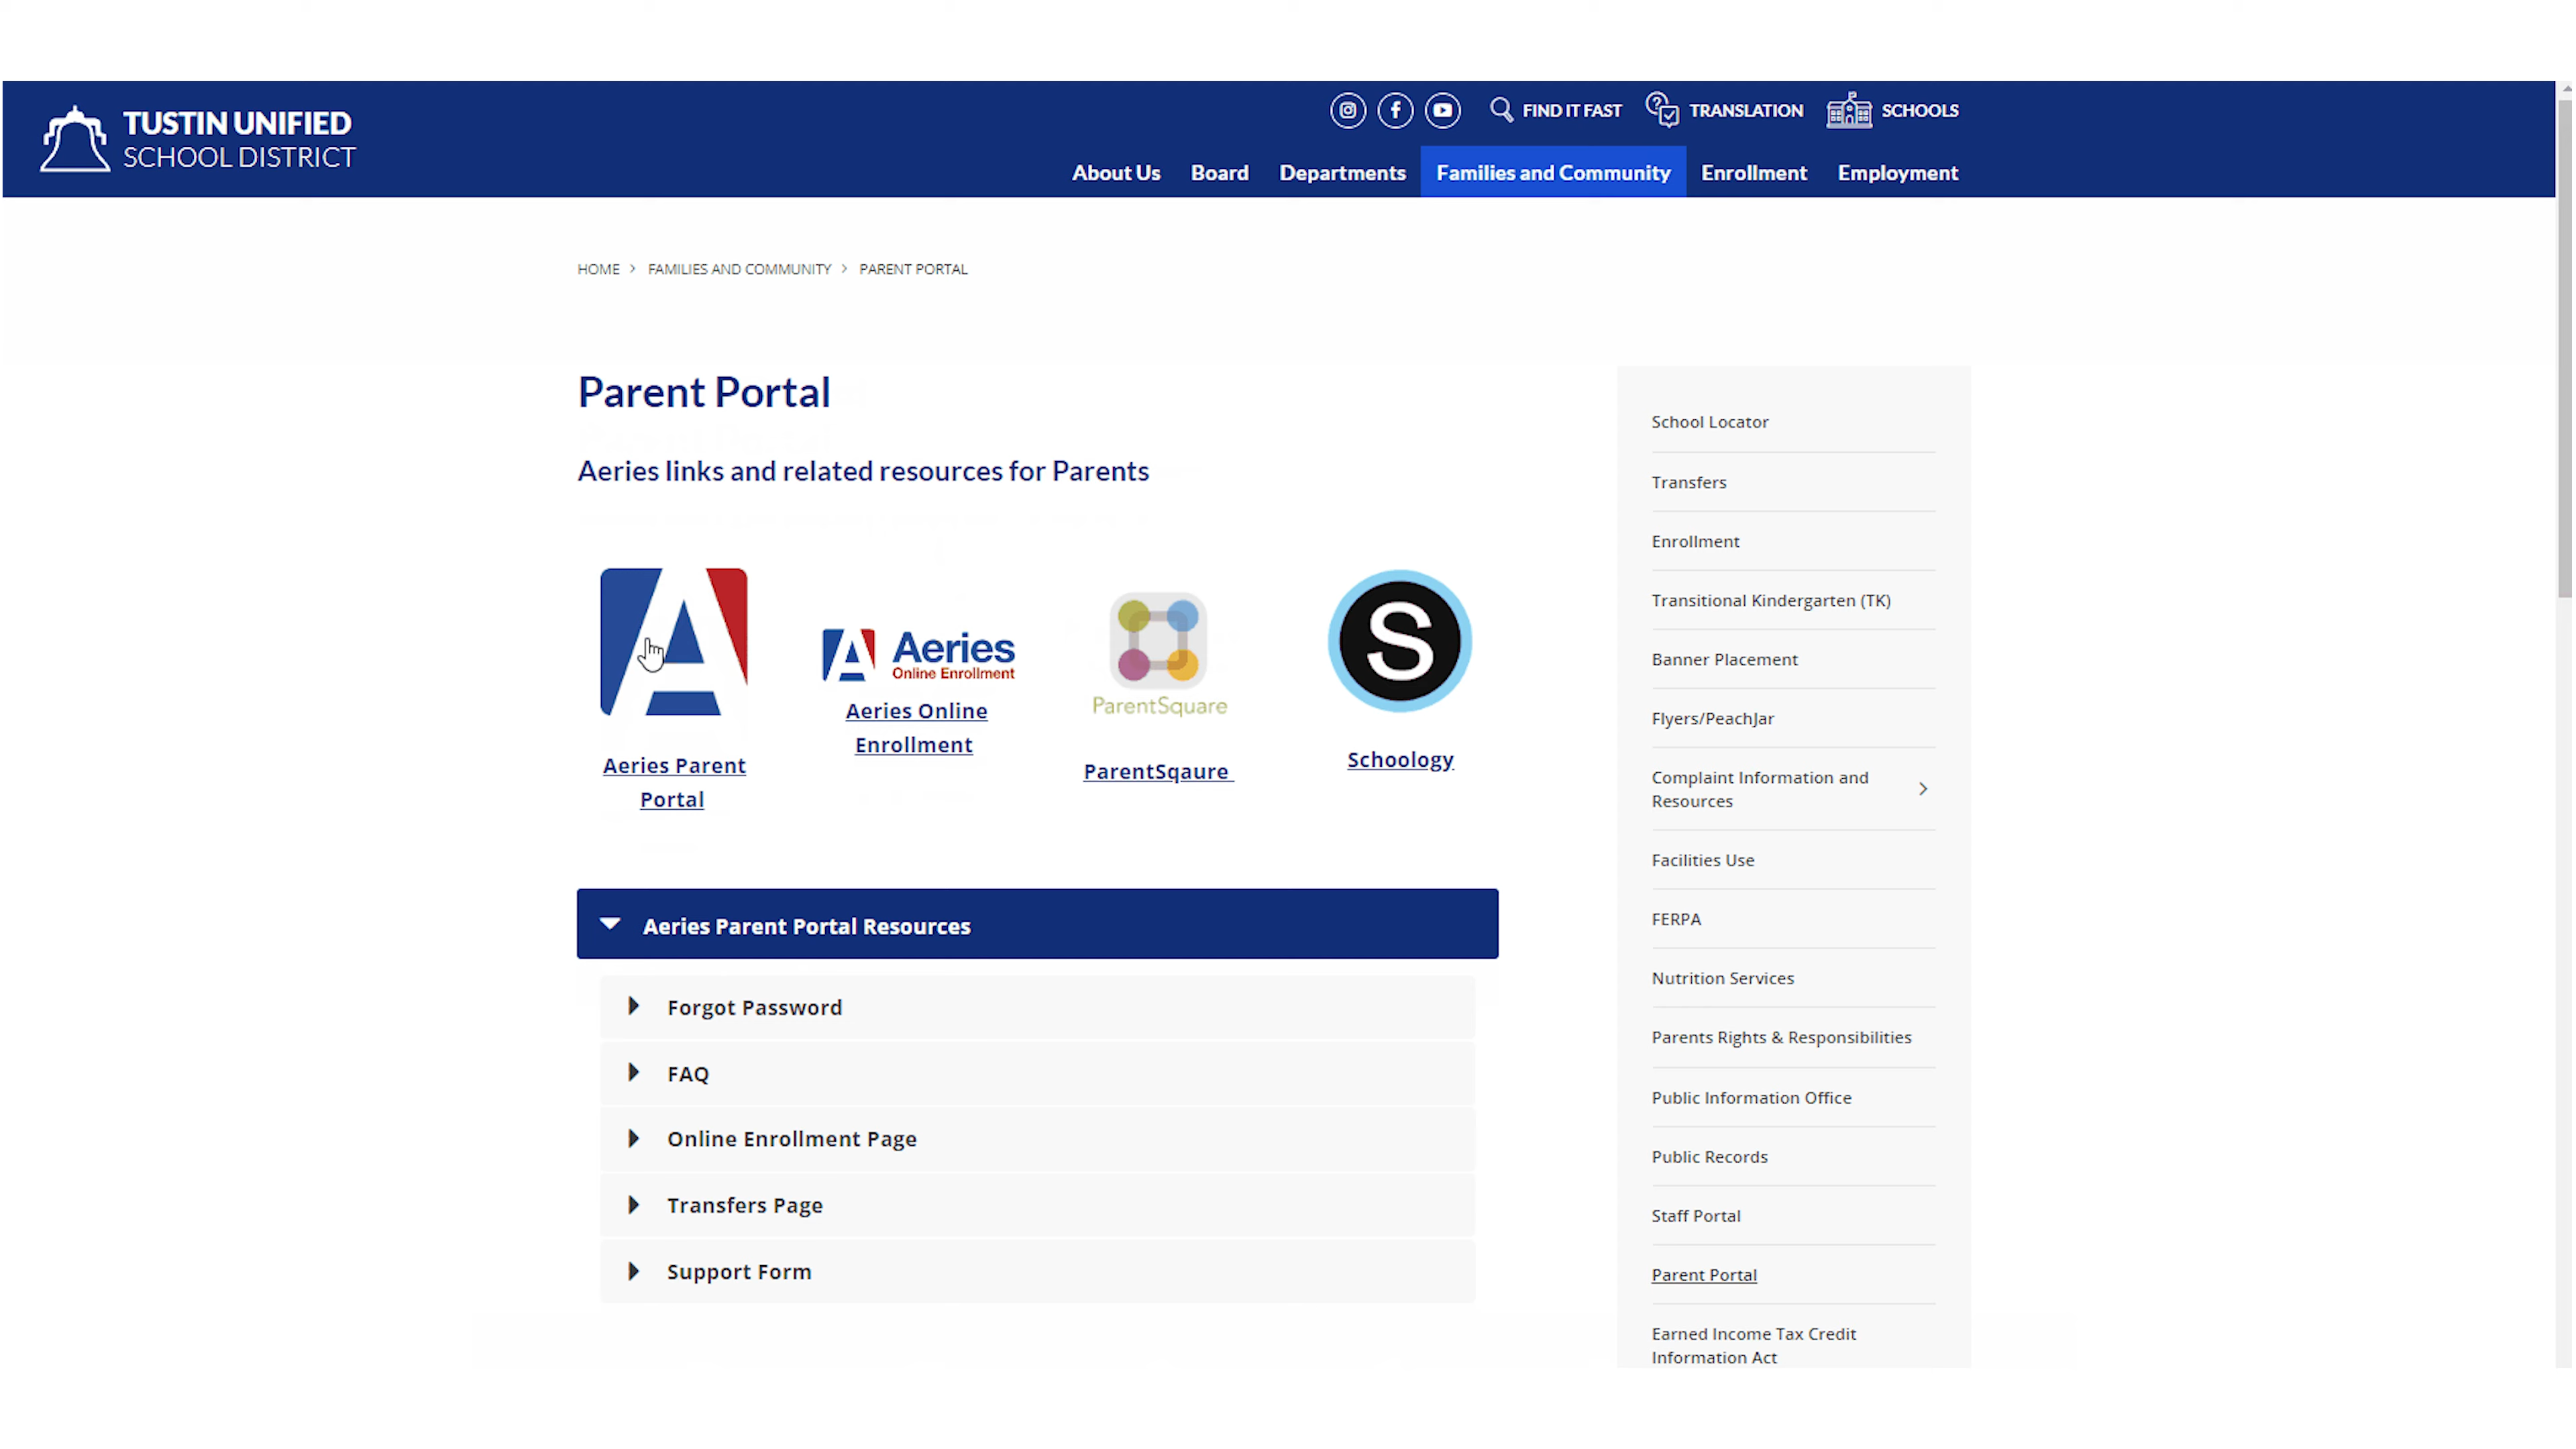 TUSTIN UNIFIED
SCHOOL DISTRICT
FIND IT FAST
TRANSLATION
SCHOOLS
About Us
Board
Departments
Families and Community
Enrollment
Employment
HOME > FAMILIES AND COMMUNITY > PARENT PORTAL
Parent Portal
Aeries links and related resources for Parents
A
Aeries Parent
Portal
Aeries
Online Enrollment
Aeries Online
Enrollment
ParentSquare
ParentSqaure
S
Schoology
Aeries Parent Portal Resources
Forgot Password
FAQ
Online Enrollment Page
Transfers Page
Support Form
School Locator
Transfers
Enrollment
Transitional Kindergarten (TK)
Banner Placement
Flyers/PeachJar
Complaint Information and
Resources
Facilities Use
FERPA
Nutrition Services
Parents Rights & Responsibilities
Public Information Office
Public Records
Staff Portal
Parent Portal
Earned Income Tax Credit
Information Act